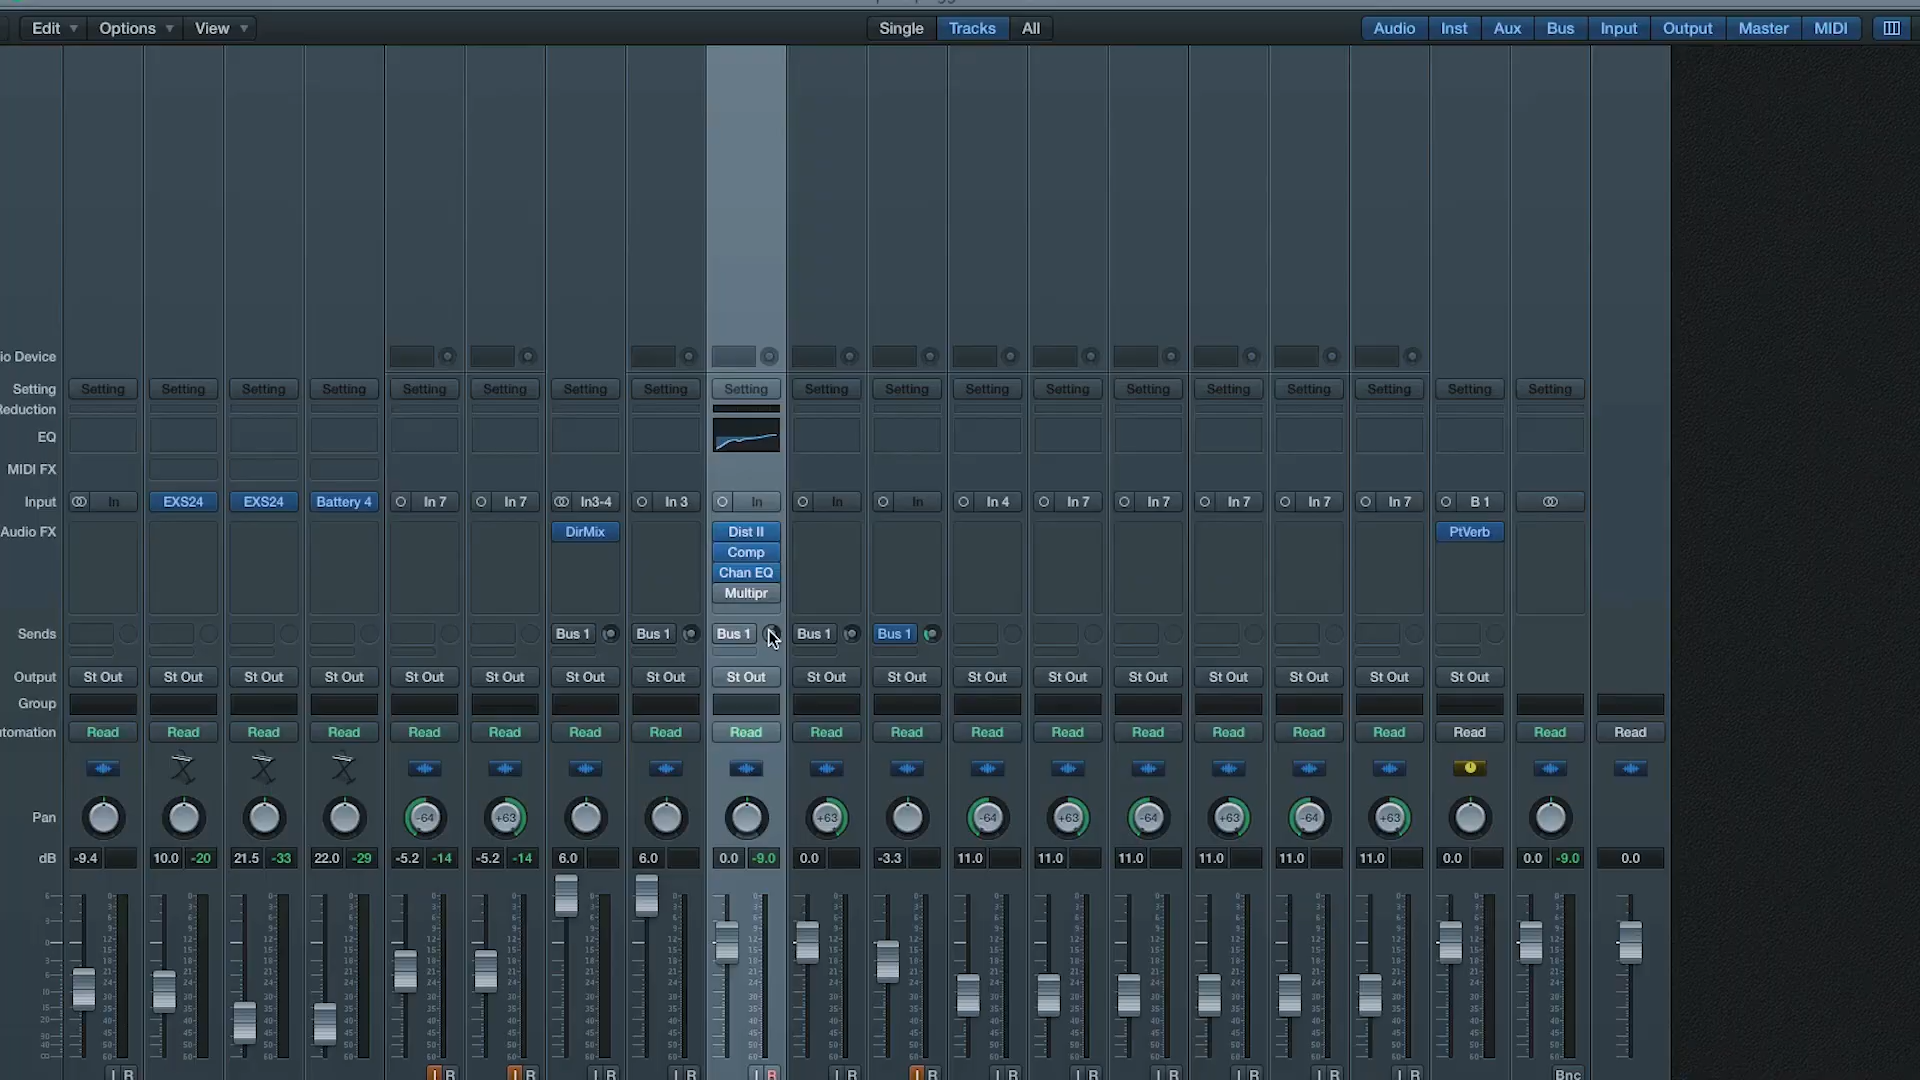 Edit Options View Single Tracks All Audio Inst Aux Bus Input Output Master MIDI
io Device
Setting Setting Setting Setting Setting Setting Setting Setting Setting Setting Setting Setting Setting Setting Setting Setting Setting Setting Setting Setting
Reduction
EQ
MIDI FX
Input In EXS24 EXS24 Battery 4 In 7 In 7 In3-4 In 3 In In In In 4 In 7 In 7 In 7 In 7 In 7 B 1
Audio FX DirMix Dist II PtVerb
Comp
Chan EQ
Multipr
Sends Bus 1 Bus 1 Bus 1 Bus 1 Bus 1
Output St Out St Out St Out St Out St Out St Out St Out St Out St Out St Out St Out St Out St Out St Out St Out St Out St Out St Out
Group
utomation Read Read Read Read Read Read Read Read Read Read Read Read Read Read Read Read Read Read Read Read
Pan -64 +63 +63 -64 +63 -64 +63 -64 +63
dB -9.4 10.0 -20 21.5 -33 22.0 -29 -5.2 -14 -5.2 -14 6.0 6.0 0.0 -9.0 0.0 -3.3 11.0 11.0 11.0 11.0 11.0 11.0 0.0 0.0 -9.0 0.0
I R I R I R I R I R I R I R I R I R I R I R I R I R I R I R Bnc